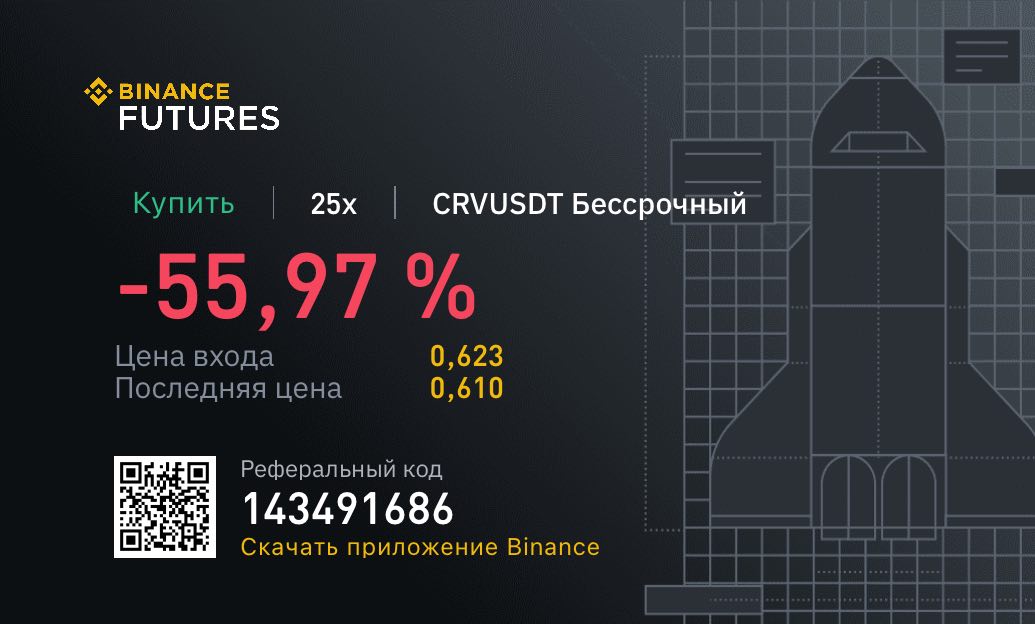 BINANCE
FUTURES
Купить | 25x | CRVUSDT Бессрочный
-55,97 %
Цена входа 0,623
Последняя цена 0,610
Реферальный код
143491686
Скачать приложение Binance